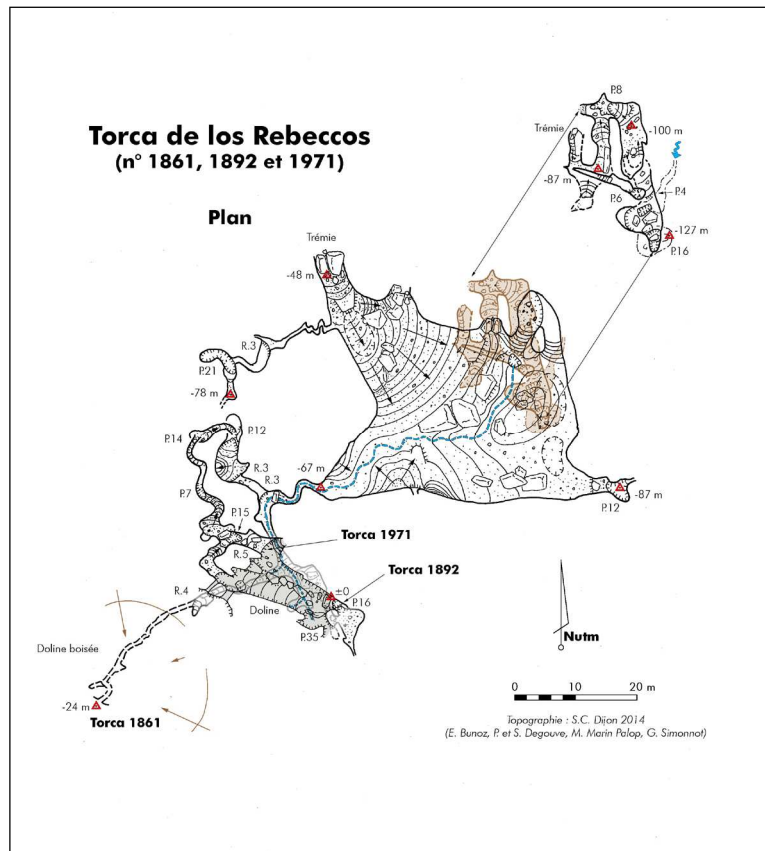 Torca de los Rebeccos
(n° 1861, 1892 et 1971)
Plan
P.8
Trémie
-100 m
-87 m
P.6
P.4
-127 m
P.16
Trémie
-48 m
R.3
P.21
-78 m
P.14
P.12
R.3
R.3
-67 m
P.7
P.15
P.12
-87 m
Torca 1971
R.5
Torca 1892
R.4
±0
P.16
Doline
P.35
Doline boisée
Nutm
-24 m
Torca 1861
0 10 20 m
Topographie : S.C. Dijon 2014
(E. Bunoz, P. et S. Degouve, M. Marin Palop, G. Simonnot)